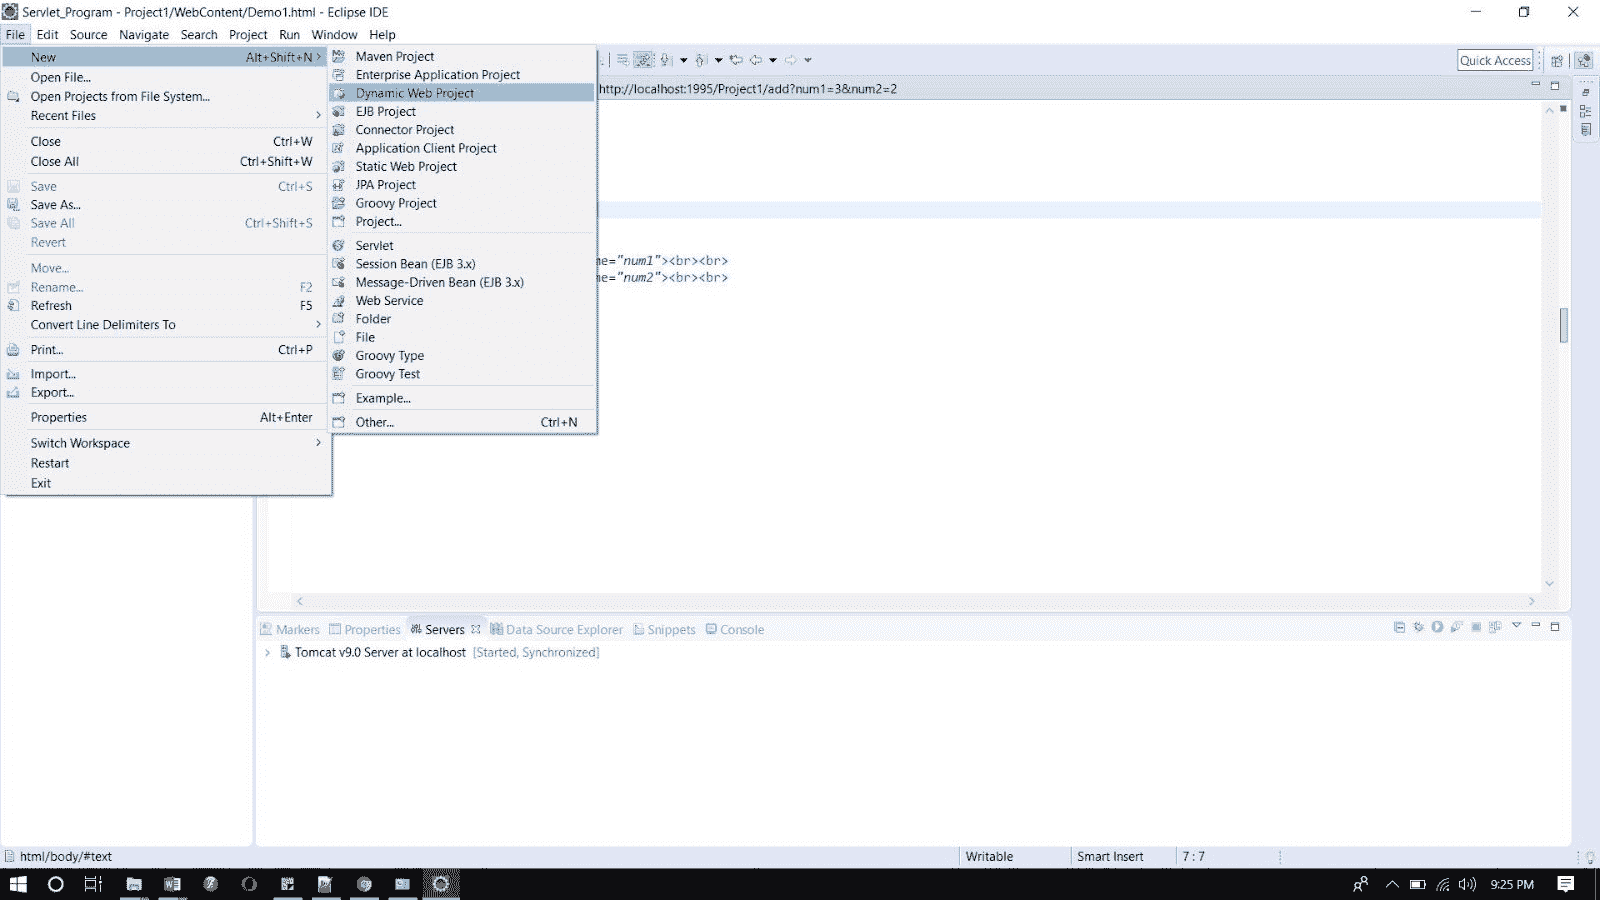 Servlet_Program - Project1/WebContent/Demo1.html - Eclipse IDE
File Edit Source Navigate Search Project Run Window Help
New Alt+Shift+N
Open File...
Open Projects from File System...
Recent Files
Close Ctrl+W
Close All Ctrl+Shift+W
Save Ctrl+S
Save As...
Save All Ctrl+Shift+S
Revert
Move...
Rename... F2
Refresh F5
Convert Line Delimiters To
Print... Ctrl+P
Import...
Export...
Properties Alt+Enter
Switch Workspace
Restart
Exit
Maven Project
Enterprise Application Project
Dynamic Web Project
EJB Project
Connector Project
Application Client Project
Static Web Project
JPA Project
Groovy Project
Project...
Servlet
Session Bean (EJB 3.x)
Message-Driven Bean (EJB 3.x)
Web Service
Folder
File
Groovy Type
Groovy Test
Example...
Other... Ctrl+N
Quick Access
http://localhost:1995/Project1/add?num1=3&num2=2
me="num1"><br><br>
me="num2"><br><br>
Markers Properties Servers Data Source Explorer Snippets Console
Tomcat v9.0 Server at localhost [Started, Synchronized]
html/body/#text Writable Smart Insert 7 : 7
9:25 PM